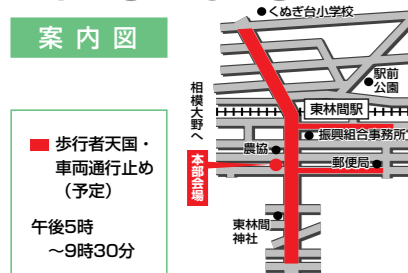 案内図
歩行者天国・
車両通行止め
(予定)
午後5時
～9時30分
くぬぎ台小学校
駅前
公園
相模大野へ
東林間駅
振興組合事務所
農協
郵便局
本部会場
東林間
神社